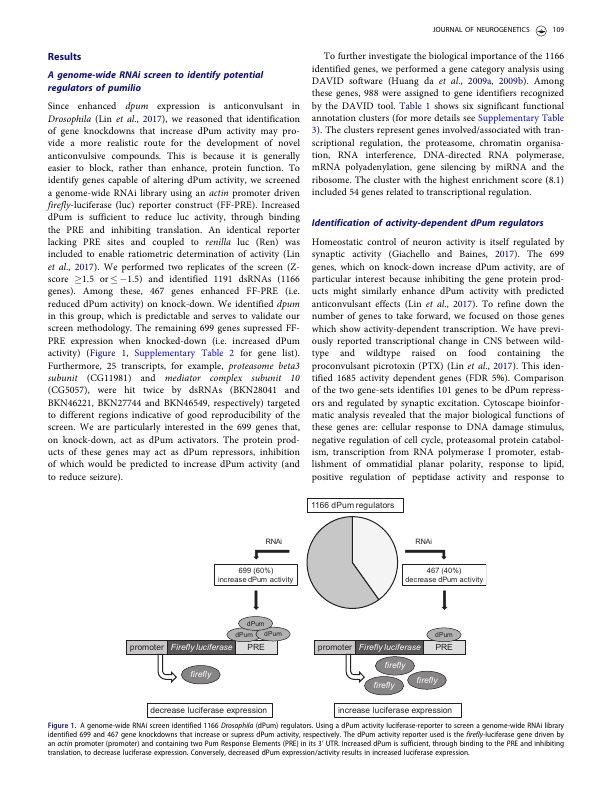 JOURNAL OF NEUROGENETICS 109
Results
A genome-wide RNAi screen to identify potential
regulators of pumilio
Since enhanced dpum expression is anticonvulsant in
Drosophila (Lin et al., 2017), we reasoned that identification
of gene knockdowns that increase dPum activity may pro-
vide a more realistic route for the development of novel
anticonvulsive compounds. This is because it is generally
easier to block, rather than enhance, protein function. To
identify genes capable of altering dPum activity, we screened
a genome-wide RNAi library using an actin promoter driven
firefly-luciferase (luc) reporter construct (FF-PRE). Increased
dPum is sufficient to reduce luc activity, through binding
the PRE and inhibiting translation. An identical reporter
lacking PRE sites and coupled to renilla luc (Ren) was
included to enable ratiometric determination of activity (Lin
et al., 2017). We performed two replicates of the screen (Z-
score ≥1.5 or ≤ −1.5) and identified 1191 dsRNAs (1166
genes). Among these, 467 genes enhanced FF-PRE (i.e.
reduced dPum activity) on knock-down. We identified dpum
in this group, which is predictable and serves to validate our
screen methodology. The remaining 699 genes supressed FF-
PRE expression when knocked-down (i.e. increased dPum
activity) (Figure 1, Supplementary Table 2 for gene list).
Furthermore, 25 transcripts, for example, proteasome beta3
subunit (CG11981) and mediator complex subunit 10
(CG5057), were hit twice by dsRNAs (BKN28041 and
BKN46221, BKN27744 and BKN46549, respectively) targeted
to different regions indicative of good reproducibility of the
screen. We are particularly interested in the 699 genes that,
on knock-down, act as dPum activators. The protein prod-
ucts of these genes may act as dPum repressors, inhibition
of which would be predicted to increase dPum activity (and
to reduce seizure).
To further investigate the biological importance of the 1166
identified genes, we performed a gene category analysis using
DAVID software (Huang da et al., 2009a, 2009b). Among
these genes, 988 were assigned to gene identifiers recognized
by the DAVID tool. Table 1 shows six significant functional
annotation clusters (for more details see Supplementary Table
3). The clusters represent genes involved/associated with tran-
scriptional regulation, the proteasome, chromatin organisa-
tion, RNA interference, DNA-directed RNA polymerase,
mRNA polyadenylation, gene silencing by miRNA and the
ribosome. The cluster with the highest enrichment score (8.1)
included 54 genes related to transcriptional regulation.
Identification of activity-dependent dPum regulators
Homeostatic control of neuron activity is itself regulated by
synaptic activity (Giachello and Baines, 2017). The 699
genes, which on knock-down increase dPum activity, are of
particular interest because inhibiting the gene protein prod-
ucts might similarly enhance dPum activity with predicted
anticonvulsant effects (Lin et al., 2017). To refine down the
number of genes to take forward, we focused on those genes
which show activity-dependent transcription. We have previ-
ously reported transcriptional change in CNS between wild-
type and wildtype raised on food containing the
proconvulsant picrotoxin (PTX) (Lin et al., 2017). This iden-
tified 1685 activity dependent genes (FDR 5%). Comparison
of the two gene-sets identifies 101 genes to be dPum repress-
ors and regulated by synaptic excitation. Cytoscape bioinfor-
matic analysis revealed that the major biological functions of
these genes are: cellular response to DNA damage stimulus,
negative regulation of cell cycle, proteasomal protein catabol-
ism, transcription from RNA polymerase I promoter, estab-
lishment of ommatidial planar polarity, response to lipid,
positive regulation of peptidase activity and response to
1166 dPum regulators
RNAi
RNAi
699 (60%)
increase dPum activity
467 (40%)
decrease dPum activity
dPum
dPum dPum
dPum
promoter Firefly luciferase PRE
promoter Firefly luciferase PRE
firefly
firefly
firefly
firefly
decrease luciferase expression
increase luciferase expression
Figure 1. A genome-wide RNAi screen identified 1166 Drosophila (dPum) regulators. Using a dPum activity luciferase-reporter to screen a genome-wide RNAi library
identified 699 and 467 gene knockdowns that increase or supress dPum activity, respectively. The dPum activity reporter used is the firefly-luciferase gene driven by
an actin promoter (promoter) and containing two Pum Response Elements (PRE) in its 3' UTR. Increased dPum is sufficient, through binding to the PRE and inhibiting
translation, to decrease luciferase expression. Conversely, decreased dPum expression/activity results in increased luciferase expression.